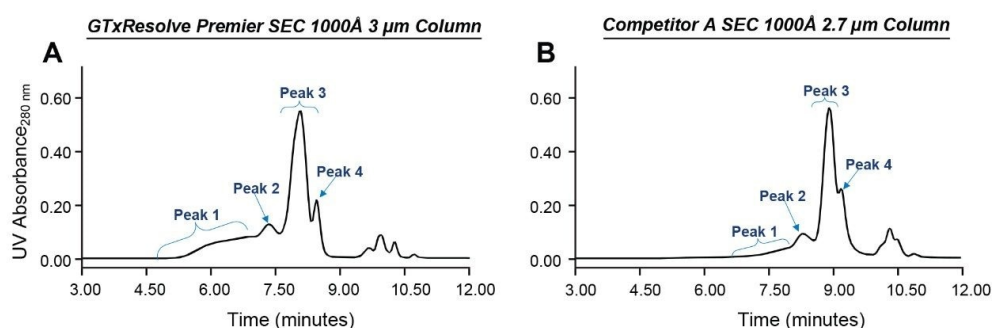 GTxResolve Premier SEC 1000Å 3 µm Column
A
UV Absorbance280 nm
0.60
0.40
0.20
0.00
Peak 1
Peak 2
Peak 3
Peak 4
3.00 4.50 6.00 7.50 9.00 10.50 12.00
Time (minutes)
Competitor A SEC 1000Å 2.7 µm Column
B
0.60
0.40
0.20
0.00
Peak 1
Peak 2
Peak 3
Peak 4
3.00 4.50 6.00 7.50 9.00 10.50 12.00
Time (minutes)